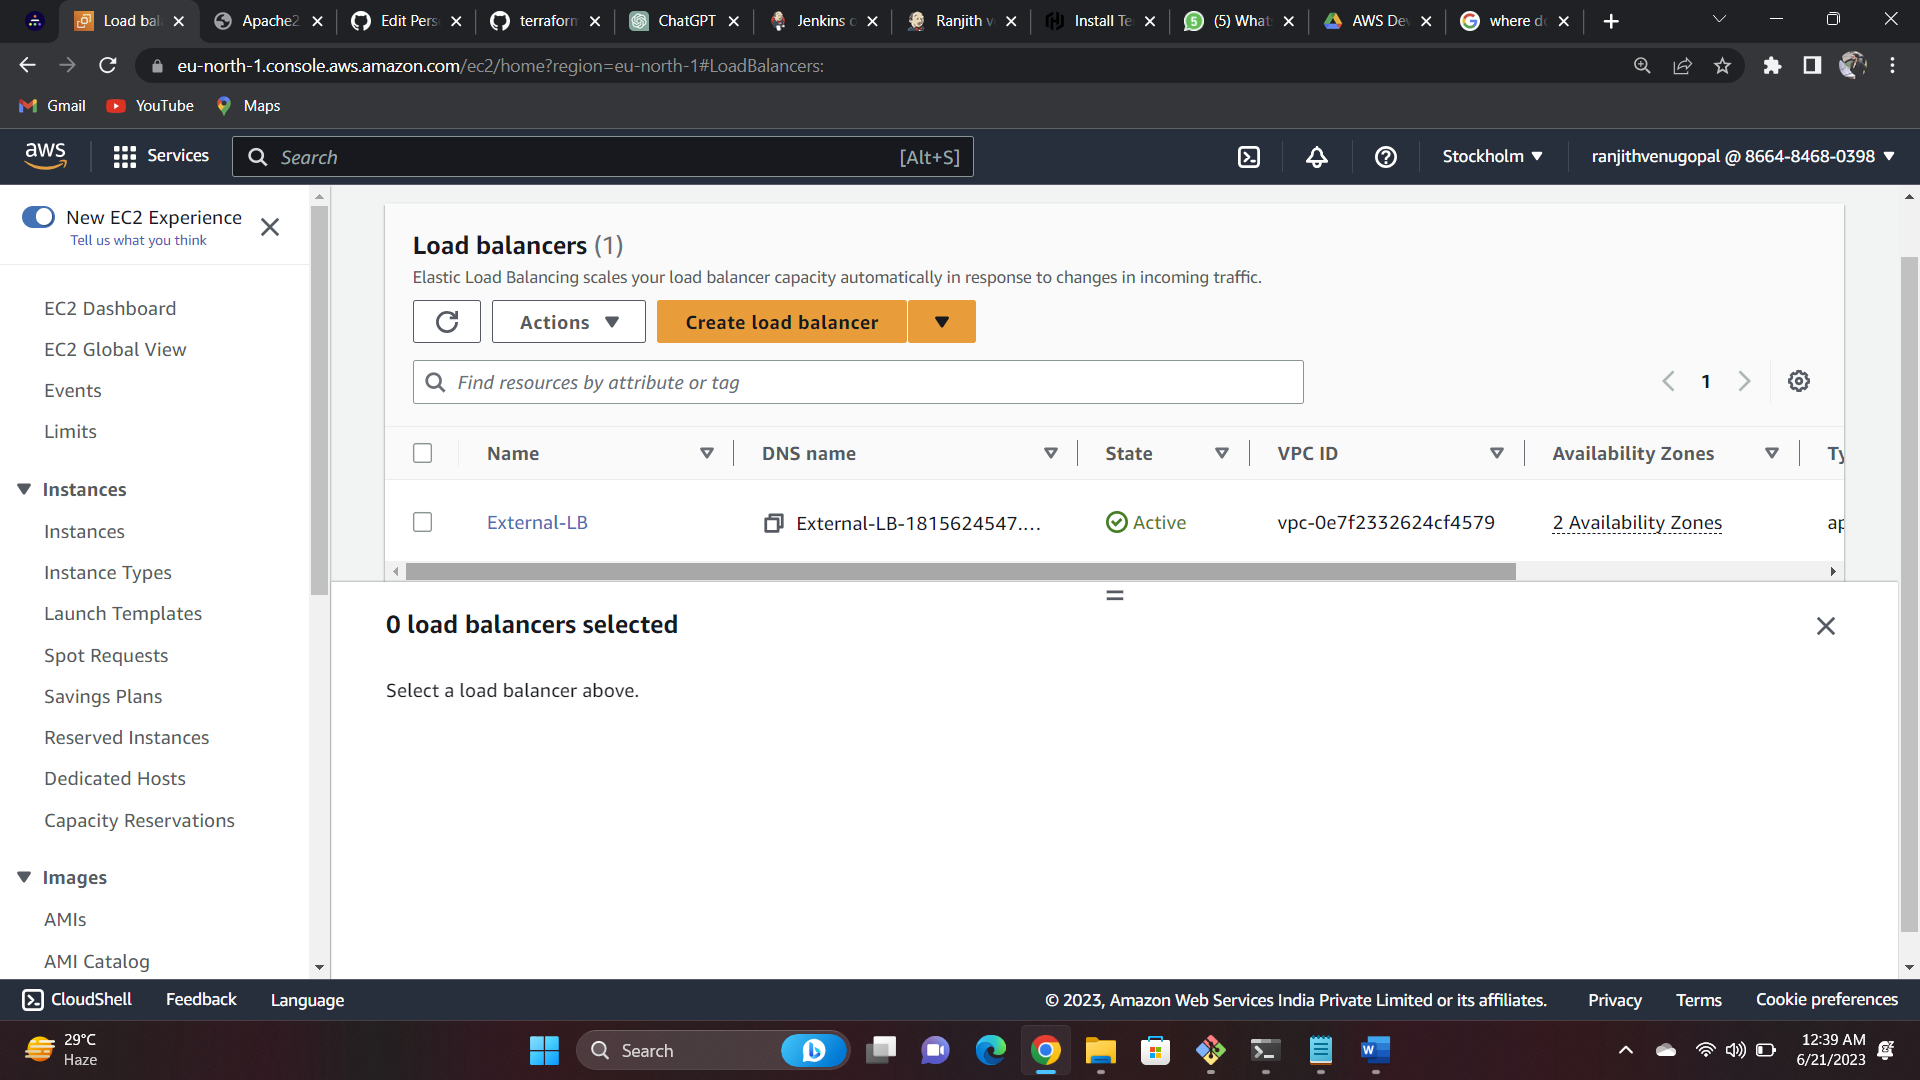 Load bal
Apache2
Edit Pers
terraform
ChatGPT
Jenkins o
Ranjith v
Install Te
(5) Whats
AWS Dev
where do
eu-north-1.console.aws.amazon.com/ec2/home?region=eu-north-1#LoadBalancers:
Gmail
YouTube
Maps
aws
Services
Search
[Alt+S]
Stockholm
ranjithvenugopal @ 8664-8468-0398
New EC2 Experience
Tell us what you think
EC2 Dashboard
EC2 Global View
Events
Limits
Instances
Instances
Instance Types
Launch Templates
Spot Requests
Savings Plans
Reserved Instances
Dedicated Hosts
Capacity Reservations
Images
AMIs
AMI Catalog
Load balancers (1)
Elastic Load Balancing scales your load balancer capacity automatically in response to changes in incoming traffic.
Actions
Create load balancer
Find resources by attribute or tag
1
Name
DNS name
State
VPC ID
Availability Zones
Ty
External-LB
External-LB-1815624547....
Active
vpc-0e7f2332624cf4579
2 Availability Zones
ap
0 load balancers selected
Select a load balancer above.
CloudShell
Feedback
Language
© 2023, Amazon Web Services India Private Limited or its affiliates.
Privacy
Terms
Cookie preferences
29°C
Haze
Search
12:39 AM
6/21/2023